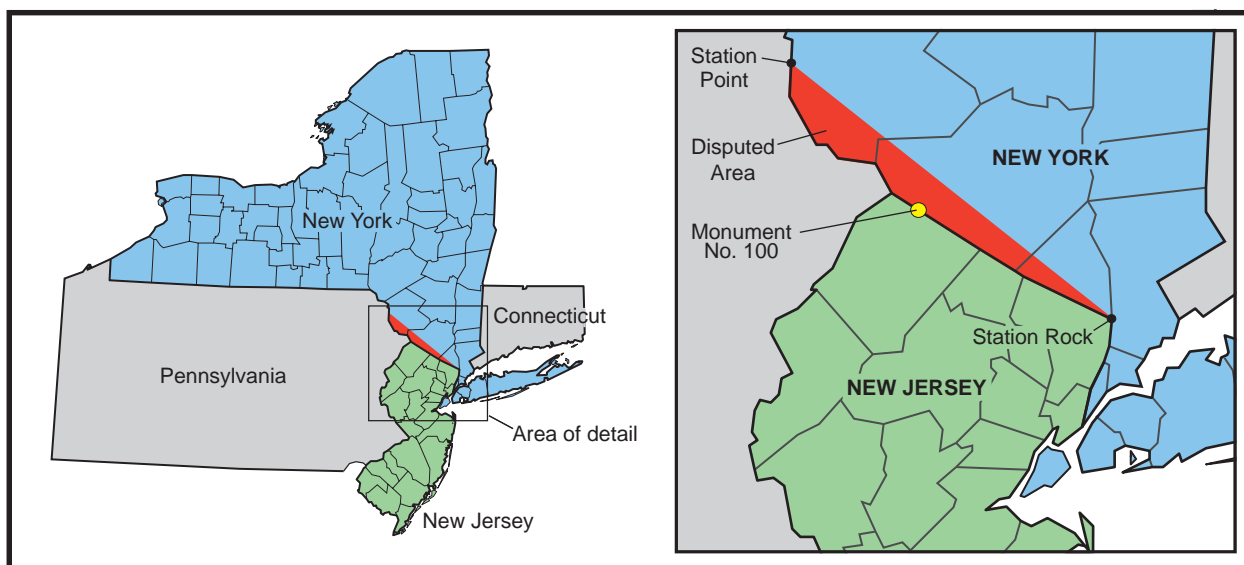 New York
Connecticut
Pennsylvania
Area of detail
New Jersey
Station
Point
Disputed
Area
NEW YORK
Monument
No. 100
Station Rock
NEW JERSEY